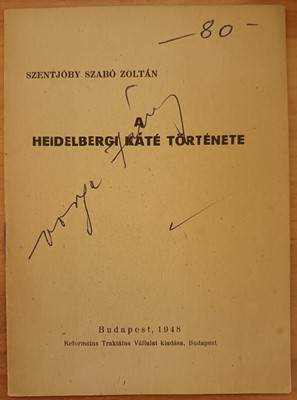 —80—
SZENTJÓBY SZABÓ ZOLTÁN
A
HEIDELBERGI KÁTÉ TÖRTÉNETE
Budapest, 1948
Református Traktátus Vállalat kiadása, Budapest